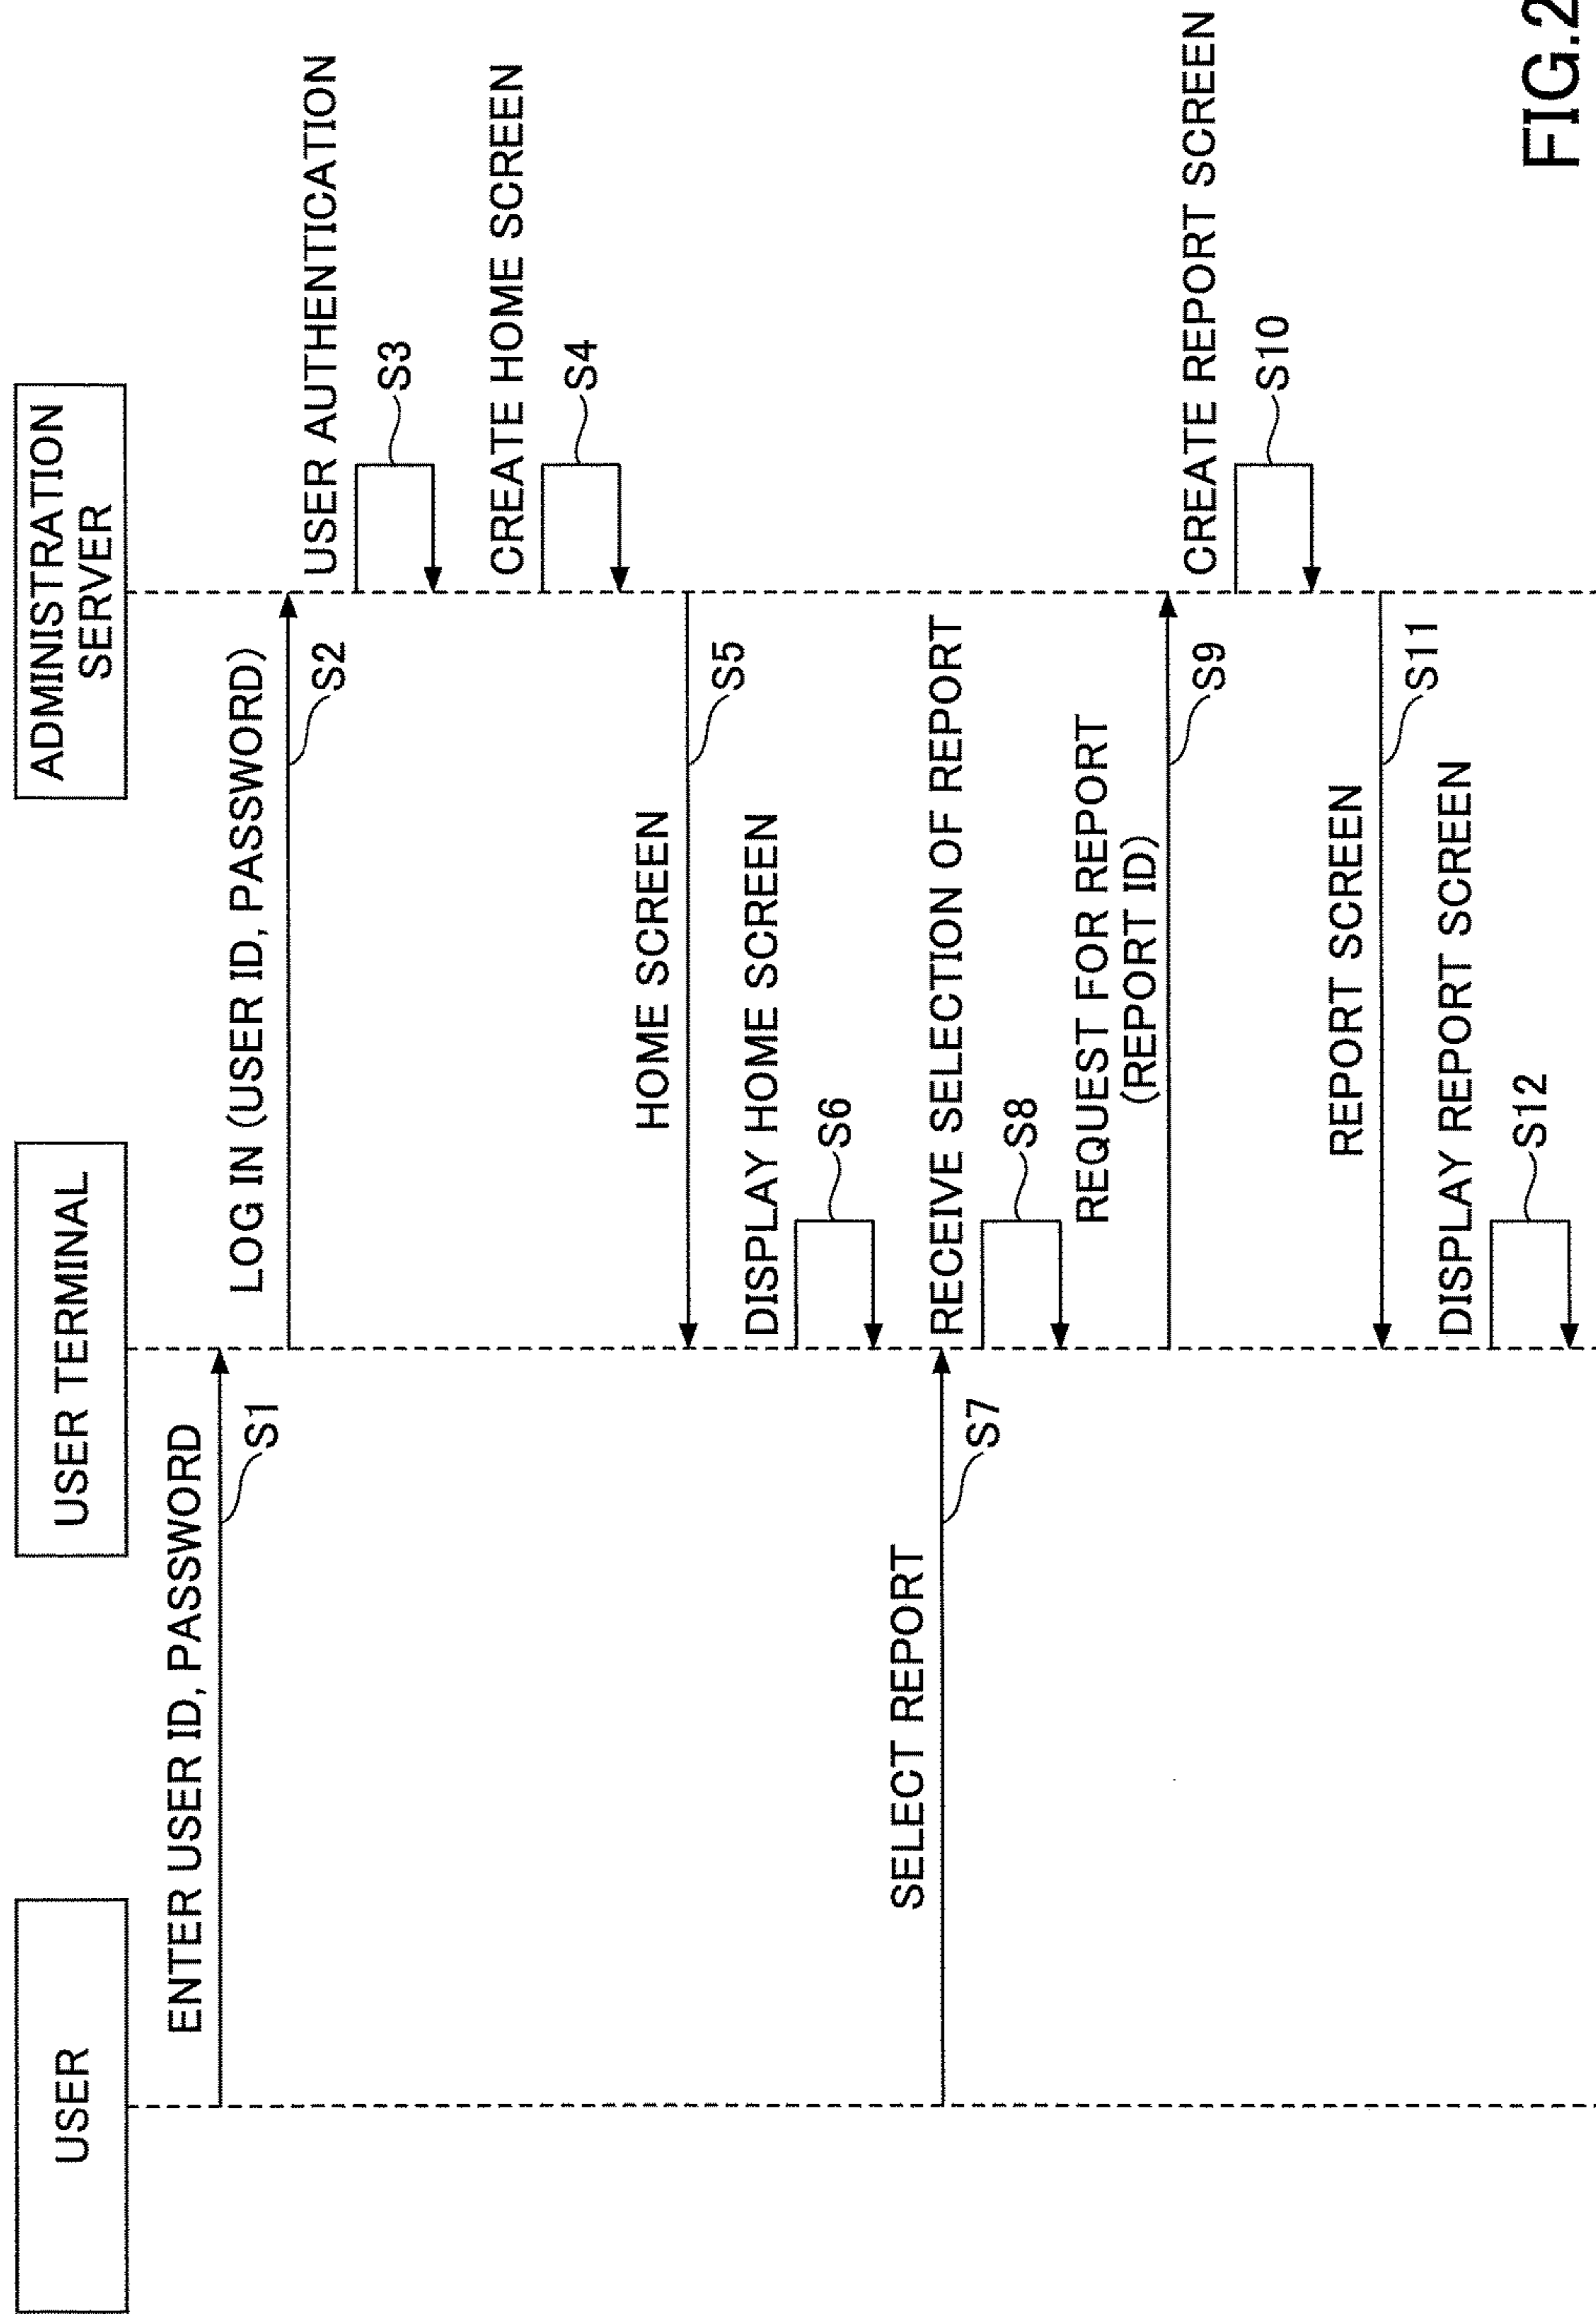 USER
USER TERMINAL
ADMINISTRATION
SERVER
ENTER USER ID, PASSWORD
S1
LOG IN (USER ID, PASSWORD)
S2
USER AUTHENTICATION
S3
CREATE HOME SCREEN
S4
HOME SCREEN
S5
DISPLAY HOME SCREEN
S6
SELECT REPORT
S7
RECEIVE SELECTION OF REPORT
S8
REQUEST FOR REPORT
(REPORT ID)
S9
CREATE REPORT SCREEN
S10
REPORT SCREEN
S11
DISPLAY REPORT SCREEN
S12
FIG.2